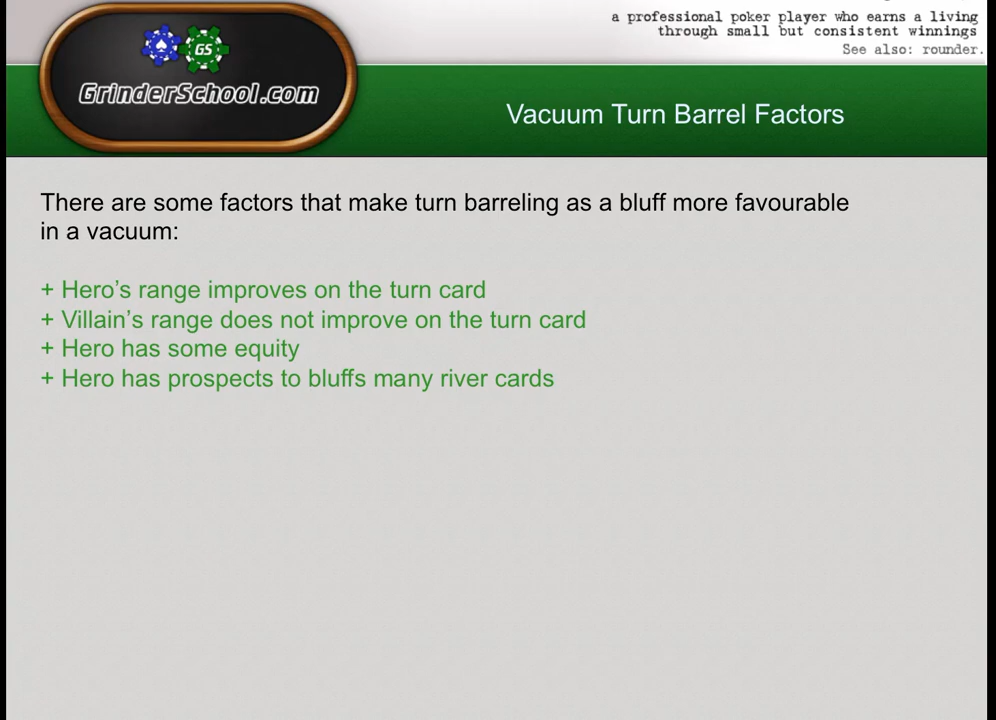 a professional poker player who earns a living
through small but consistent winnings
See also: rounder.
GS
GrinderSchool.com
Vacuum Turn Barrel Factors
There are some factors that make turn barreling as a bluff more favourable
in a vacuum:
+ Hero’s range improves on the turn card
+ Villain’s range does not improve on the turn card
+ Hero has some equity
+ Hero has prospects to bluffs many river cards